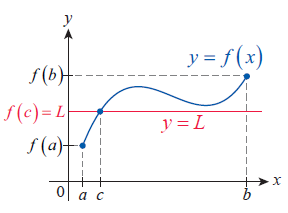 y
f(b)
y = f(x)
f(c) = L
y = L
f(a)
x
0
a
c
b